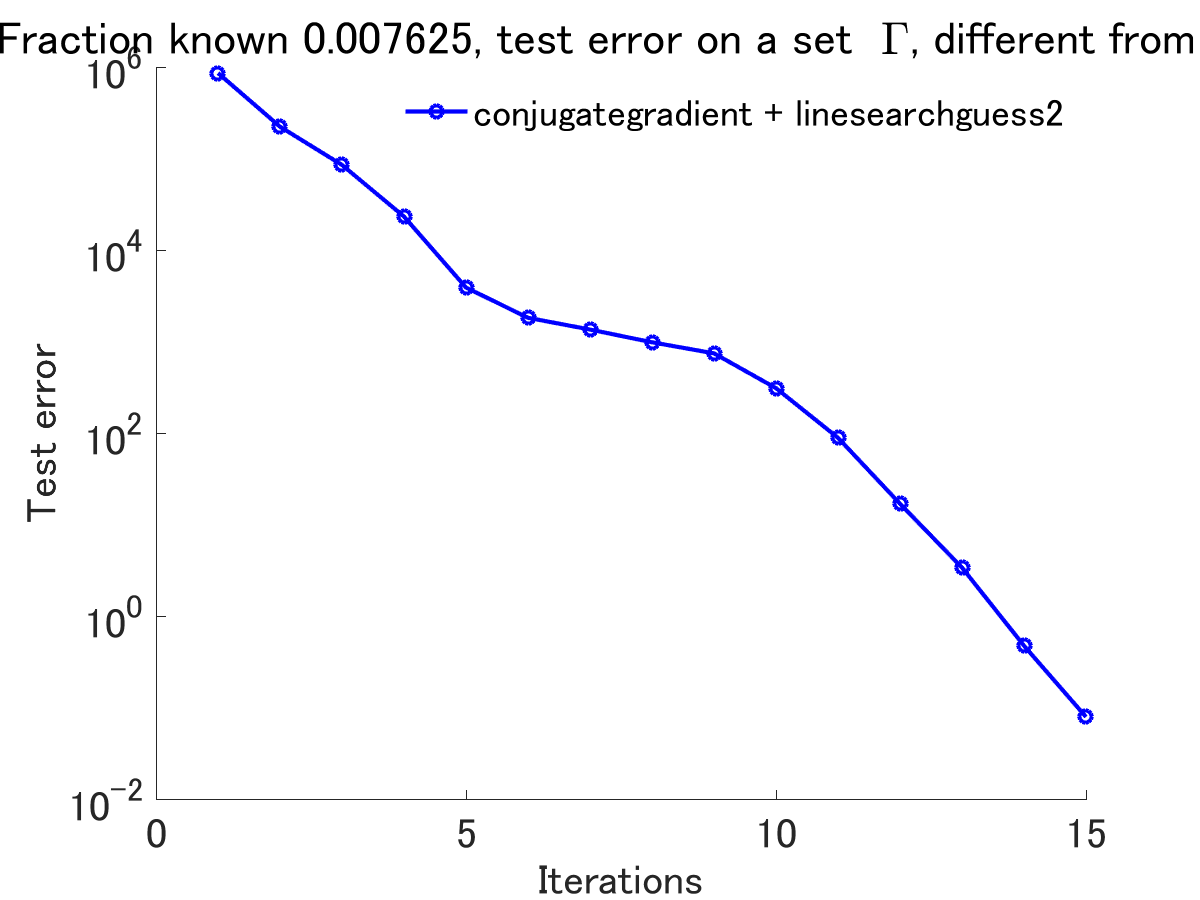 Fraction known 0.007625, test error on a set Γ, different from
10^6
conjugategradient + linesearchguess2
10^4
10^2
10^0
10^-2
Test error
0 5 10 15
Iterations